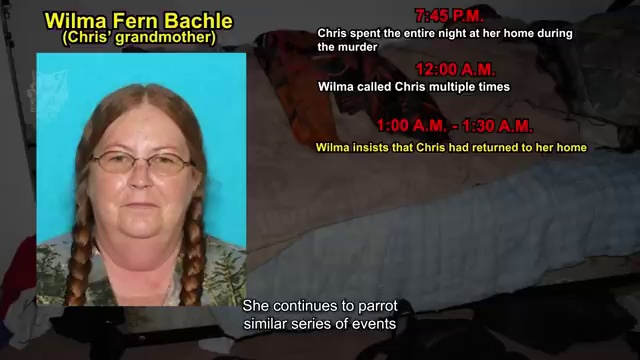 Wilma Fern Bachle
(Chris' grandmother)
7:45 P.M.
Chris spent the entire night at her home during
the murder
12:00 A.M.
Wilma called Chris multiple times
1:00 A.M. - 1:30 A.M.
Wilma insists that Chris had returned to her home
She continues to parrot
similar series of events